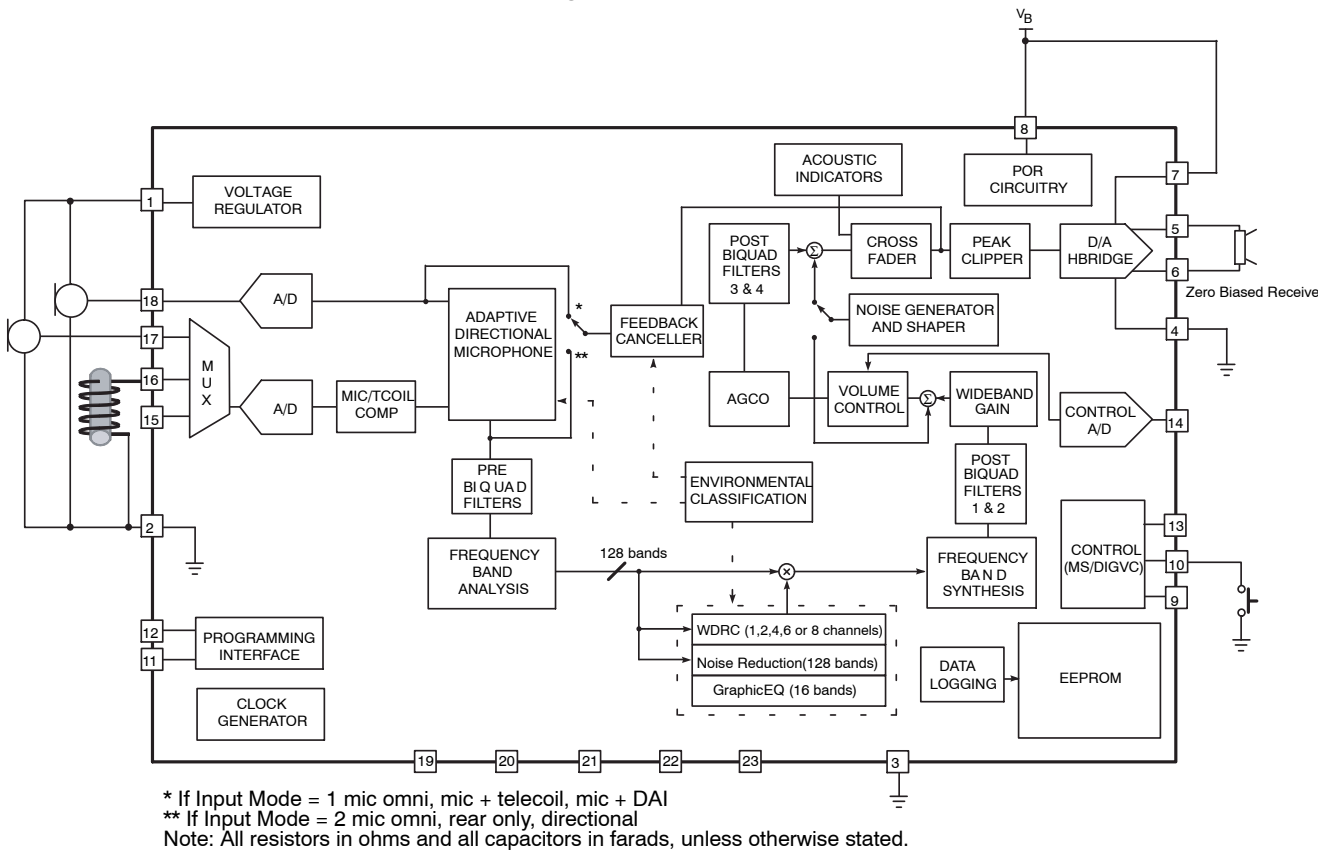 VB
8
ACOUSTIC
INDICATORS
POR
CIRCUITRY
7
1
VOLTAGE
REGULATOR
5
POST
BIQUAD
FILTERS
3 & 4
Σ
CROSS
FADER
PEAK
CLIPPER
D/A
HBRIDGE
6
Zero Biased Receive
18
A/D
*
ADAPTIVE
DIRECTIONAL
MICROPHONE
FEEDBACK
CANCELLER
NOISE GENERATOR
AND SHAPER
4
17
**
MUX
16
A/D
MIC/TCOIL
COMP
AGCO
VOLUME
CONTROL
Σ
WIDEBAND
GAIN
CONTROL
A/D
14
15
PRE
BIQUAD
FILTERS
ENVIRONMENTAL
CLASSIFICATION
POST
BIQUAD
FILTERS
1 & 2
2
13
FREQUENCY
BAND
ANALYSIS
128 bands
×
FREQUENCY
BAND
SYNTHESIS
CONTROL
(MS/DIGVC)
10
9
12
PROGRAMMING
INTERFACE
11
WDRC (1,2,4,6 or 8 channels)
Noise Reduction(128 bands)
GraphicEQ (16 bands)
DATA
LOGGING
EEPROM
CLOCK
GENERATOR
19
20
21
22
23
3
* If Input Mode = 1 mic omni, mic + telecoil, mic + DAI
** If Input Mode = 2 mic omni, rear only, directional
Note: All resistors in ohms and all capacitors in farads, unless otherwise stated.